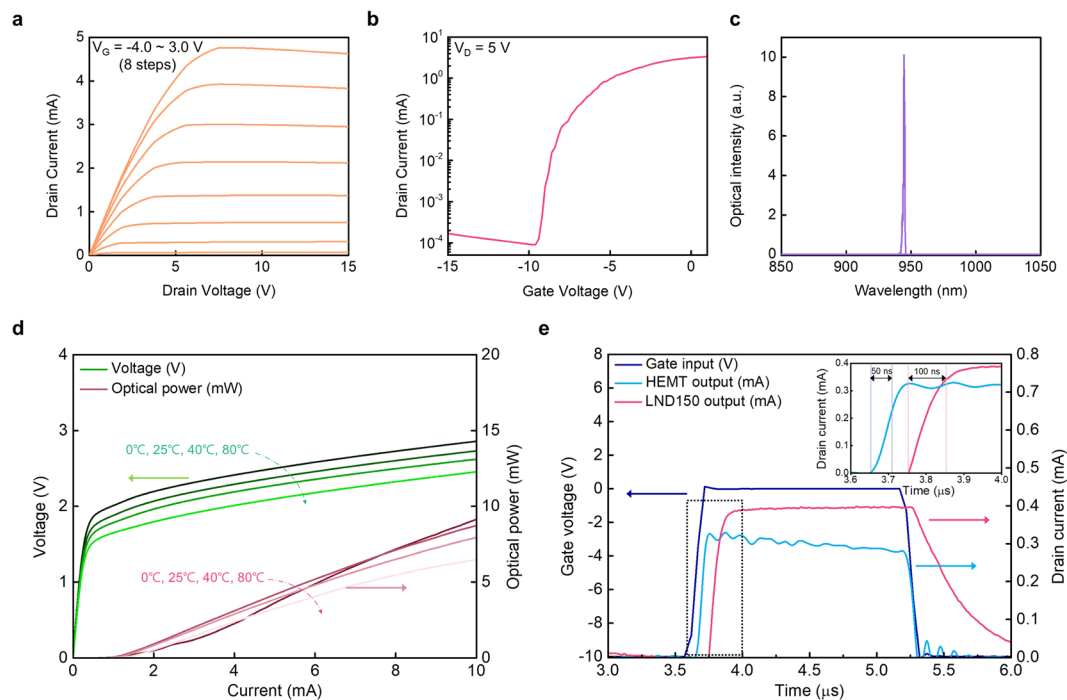 a
V_G = -4.0 ~ 3.0 V
(8 steps)
Drain Current (mA)
5
4
3
2
1
0
0 5 10 15
Drain Voltage (V)
b
V_D = 5 V
Drain Current (mA)
10^1
10^0
10^-1
10^-2
10^-3
10^-4
-15 -10 -5 0
Gate Voltage (V)
c
Optical intensity (a.u.)
10
8
6
4
2
0
850 900 950 1000 1050
Wavelength (nm)
d
Voltage (V)
Optical power (mW)
0℃, 25℃, 40℃, 80℃
0℃, 25℃, 40℃, 80℃
Voltage (V)
4
3
2
1
0
0 2 4 6 8 10
Current (mA)
20
15
10
5
0
Optical power (mW)
e
Gate input (V)
HEMT output (mA)
LND150 output (mA)
Gate voltage (V)
8
6
4
2
0
-2
-4
-6
-8
-10
3.0 3.5 4.0 4.5 5.0 5.5 6.0
Time (μs)
0.8
0.7
0.6
0.5
0.4
0.3
0.2
0.1
0.0
Drain current (mA)
50 ns 100 ns
Drain current (mA)
0.4
0.3
0.2
0.1
0.0
3.6 3.7 3.8 3.9 4.0
Time (μs)